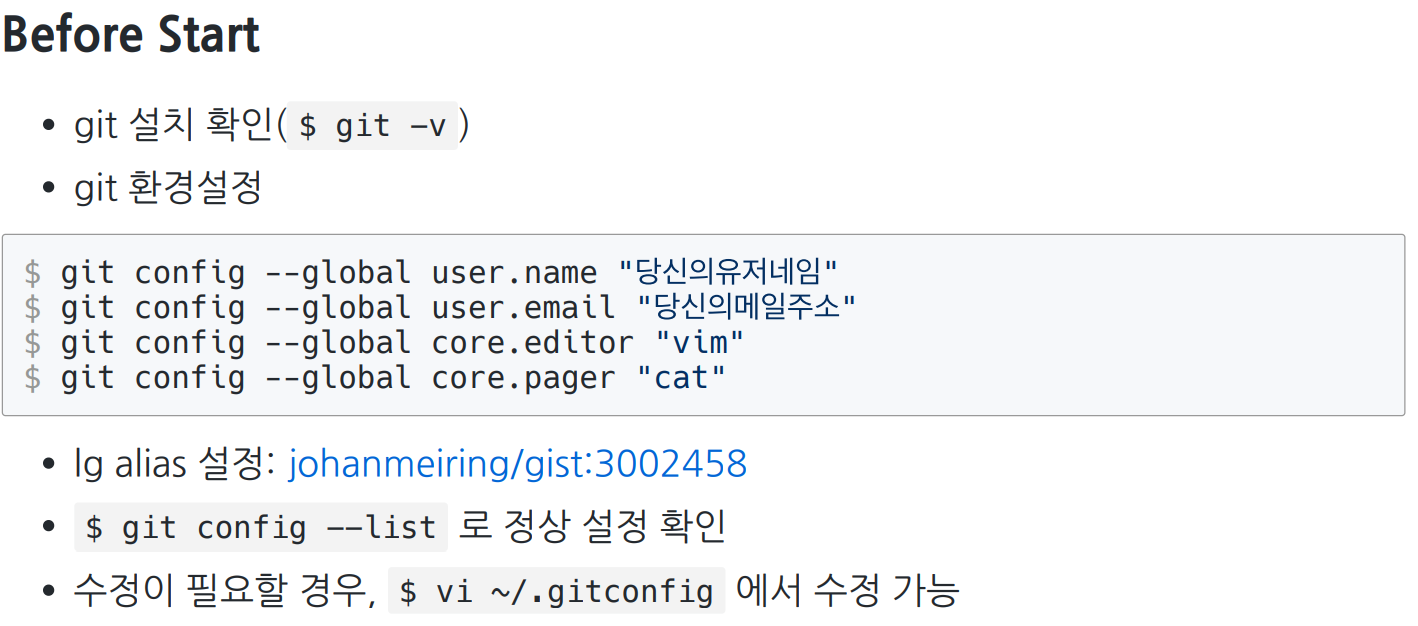 Before Start
• git 설치 확인( $ git -v )
• git 환경설정
$ git config --global user.name "당신의유저네임"
$ git config --global user.email "당신의메일주소"
$ git config --global core.editor "vim"
$ git config --global core.pager "cat"
• lg alias 설정: johanmeiring/gist:3002458
• $ git config --list 로 정상 설정 확인
• 수정이 필요할 경우, $ vi ~/.gitconfig 에서 수정 가능